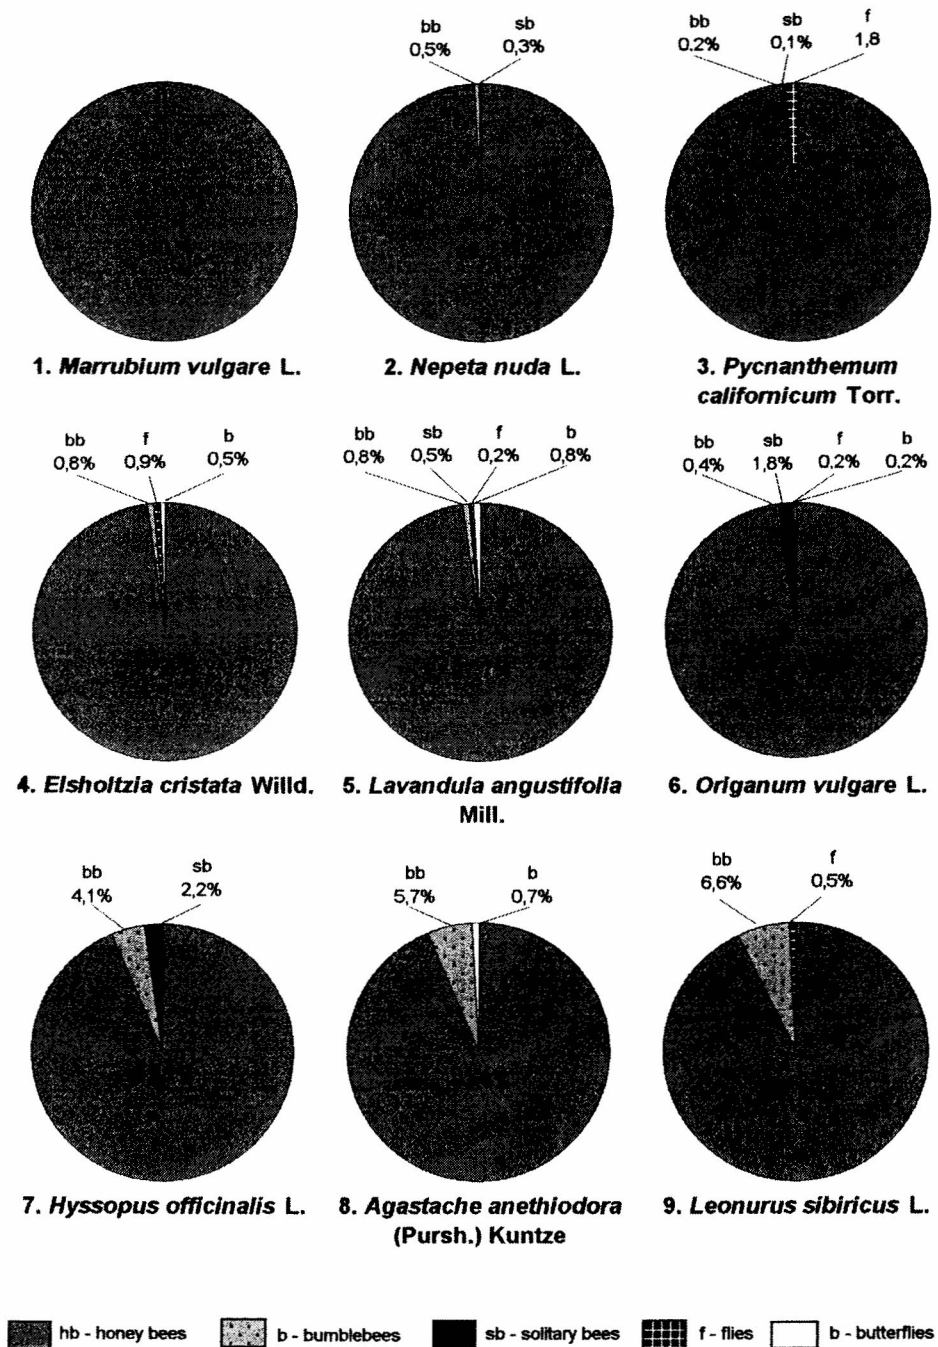 bb sb
0,5% 0,3%
bb sb f
0.2% 0,1% 1,8
1. Marrubium vulgare L.
2. Nepeta nuda L.
3. Pycnanthemum
californicum Torr.
bb f b
0,8% 0,9% 0,5%
bb sb f b
0,8% 0,5% 0,2% 0,8%
bb sb f b
0,4% 1,8% 0,2% 0,2%
4. Elsholtzia cristata Willd.
5. Lavandula angustifolia
Mill.
6. Origanum vulgare L.
bb sb
4,1% 2,2%
bb b
5,7% 0,7%
bb f
6,6% 0,5%
7. Hyssopus officinalis L.
8. Agastache anethiodora
(Pursh.) Kuntze
9. Leonurus sibiricus L.
hb - honey bees b - bumblebees sb - solitary bees f - flies b - butterflies